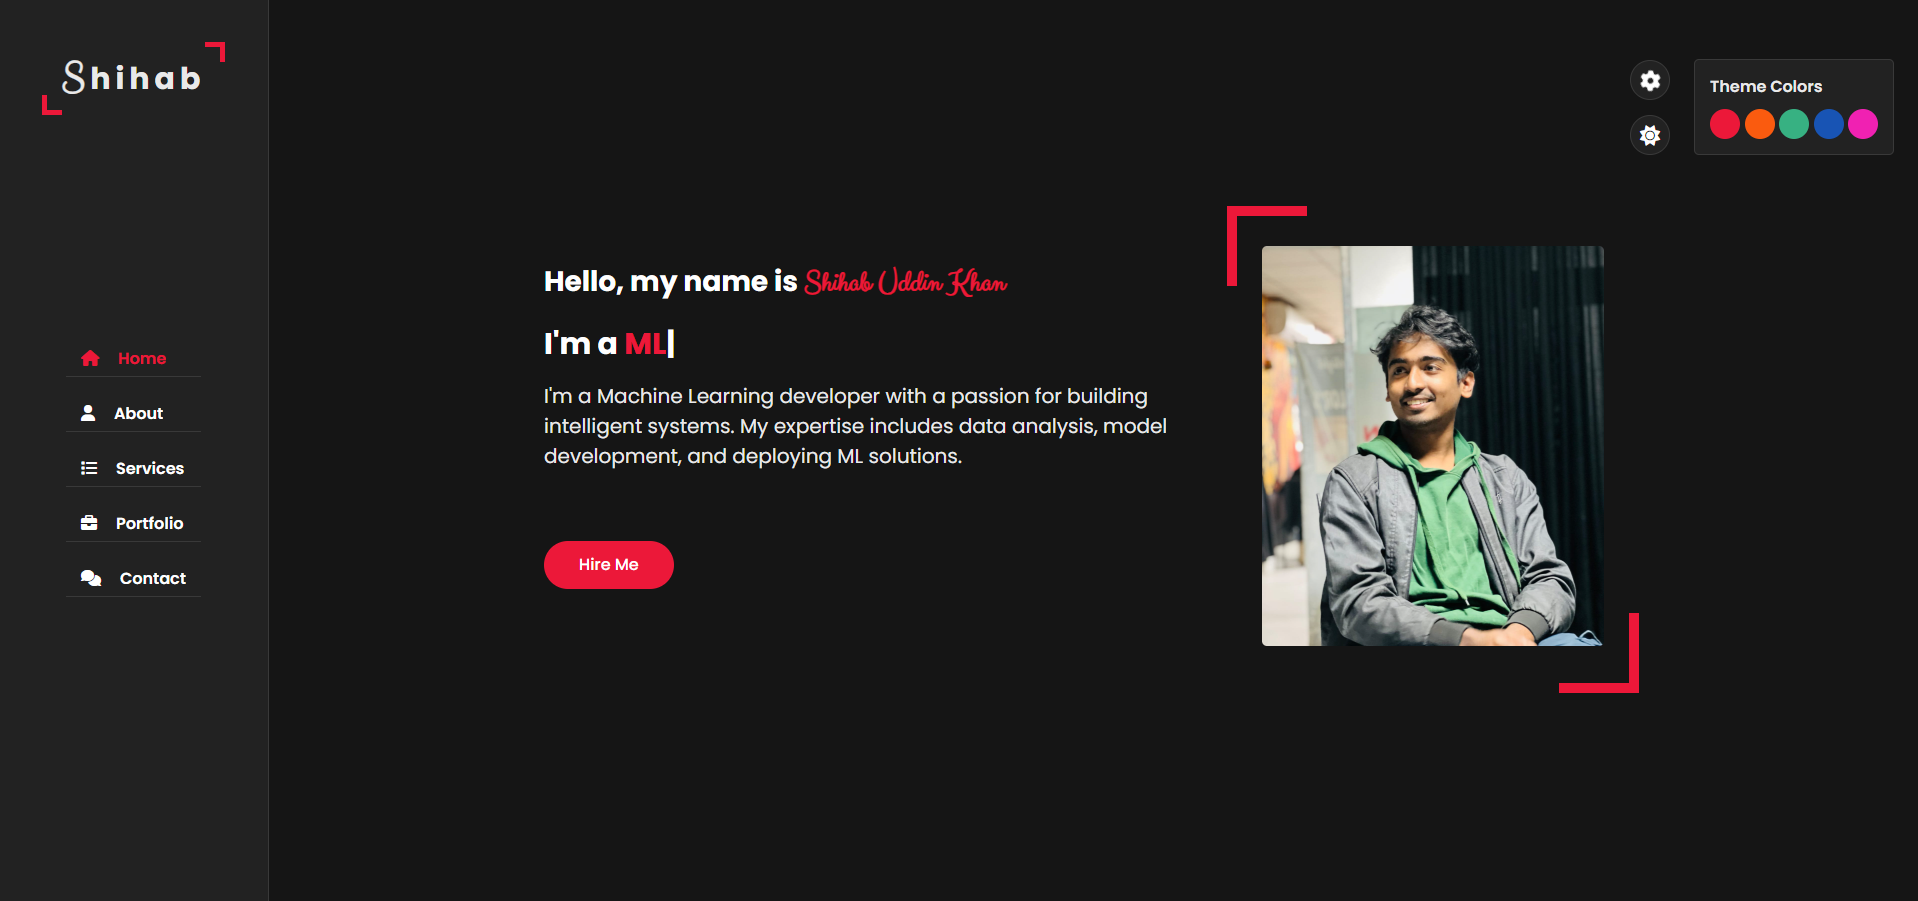 Shihab
Home
About
Services
Portfolio
Contact
Theme Colors
Hello, my name is Shihab Uddin Khan
I'm a ML|
I'm a Machine Learning developer with a passion for building
intelligent systems. My expertise includes data analysis, model
development, and deploying ML solutions.
Hire Me